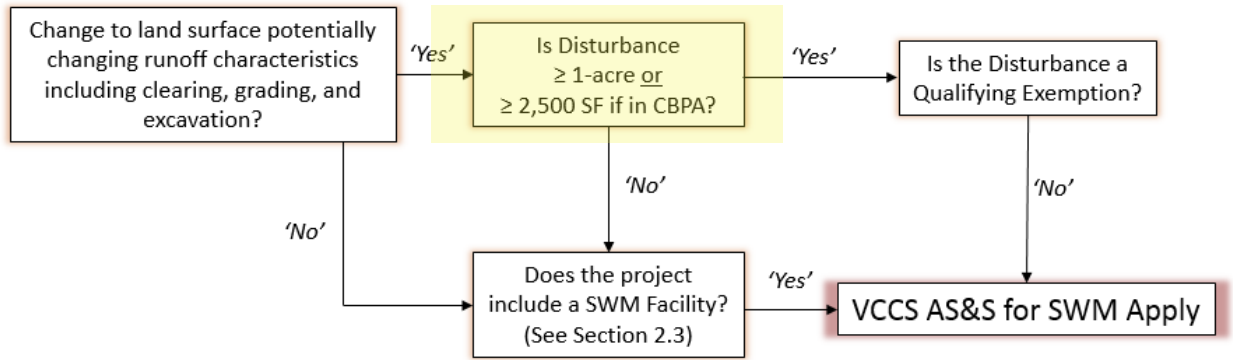 Change to land surface potentially
changing runoff characteristics
including clearing, grading, and
excavation?
‘Yes’
Is Disturbance
≥ 1-acre or
≥ 2,500 SF if in CBPA?
‘Yes’
Is the Disturbance a
Qualifying Exemption?
‘No’
‘No’
‘No’
Does the project
include a SWM Facility?
(See Section 2.3)
‘Yes’
VCCS AS&S for SWM Apply